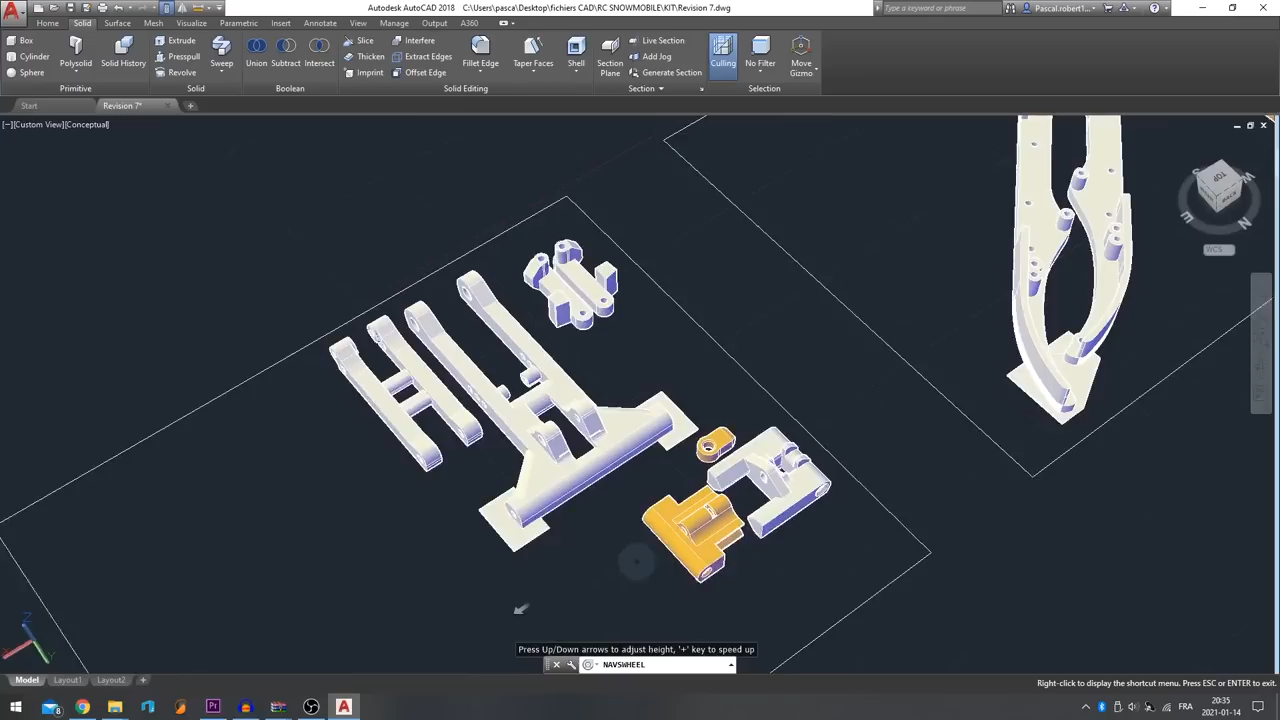 Autodesk AutoCAD 2018 C:\Users\pasca\Desktop\fichiers CAD\RC SNOWMOBILE\KIT\Revision 7.dwg
Type a keyword or phrase
Pascal.robert1...
Home Solid Surface Mesh Visualize Parametric Insert Annotate View Manage Output A360
Box
Cylinder
Sphere
Polysolid
Solid History
Primitive
Extrude
Presspull
Revolve
Sweep
Solid
Union
Subtract
Intersect
Boolean
Slice
Thicken
Imprint
Interfere
Extract Edges
Offset Edge
Fillet Edge
Taper Faces
Shell
Solid Editing
Section Plane
Live Section
Add Jog
Generate Section
Section
Culling
No Filter
Move Gizmo
Selection
Start
Revision 7*
[−][Custom View][Conceptual]
TOP
W
E
WCS
Z
X
Y
Press Up/Down arrows to adjust height, '+' key to speed up
NAVSWHEEL
Model Layout1 Layout2
Right-click to display the shortcut menu. Press ESC or ENTER to exit.
FRA
20:35
2021-01-14